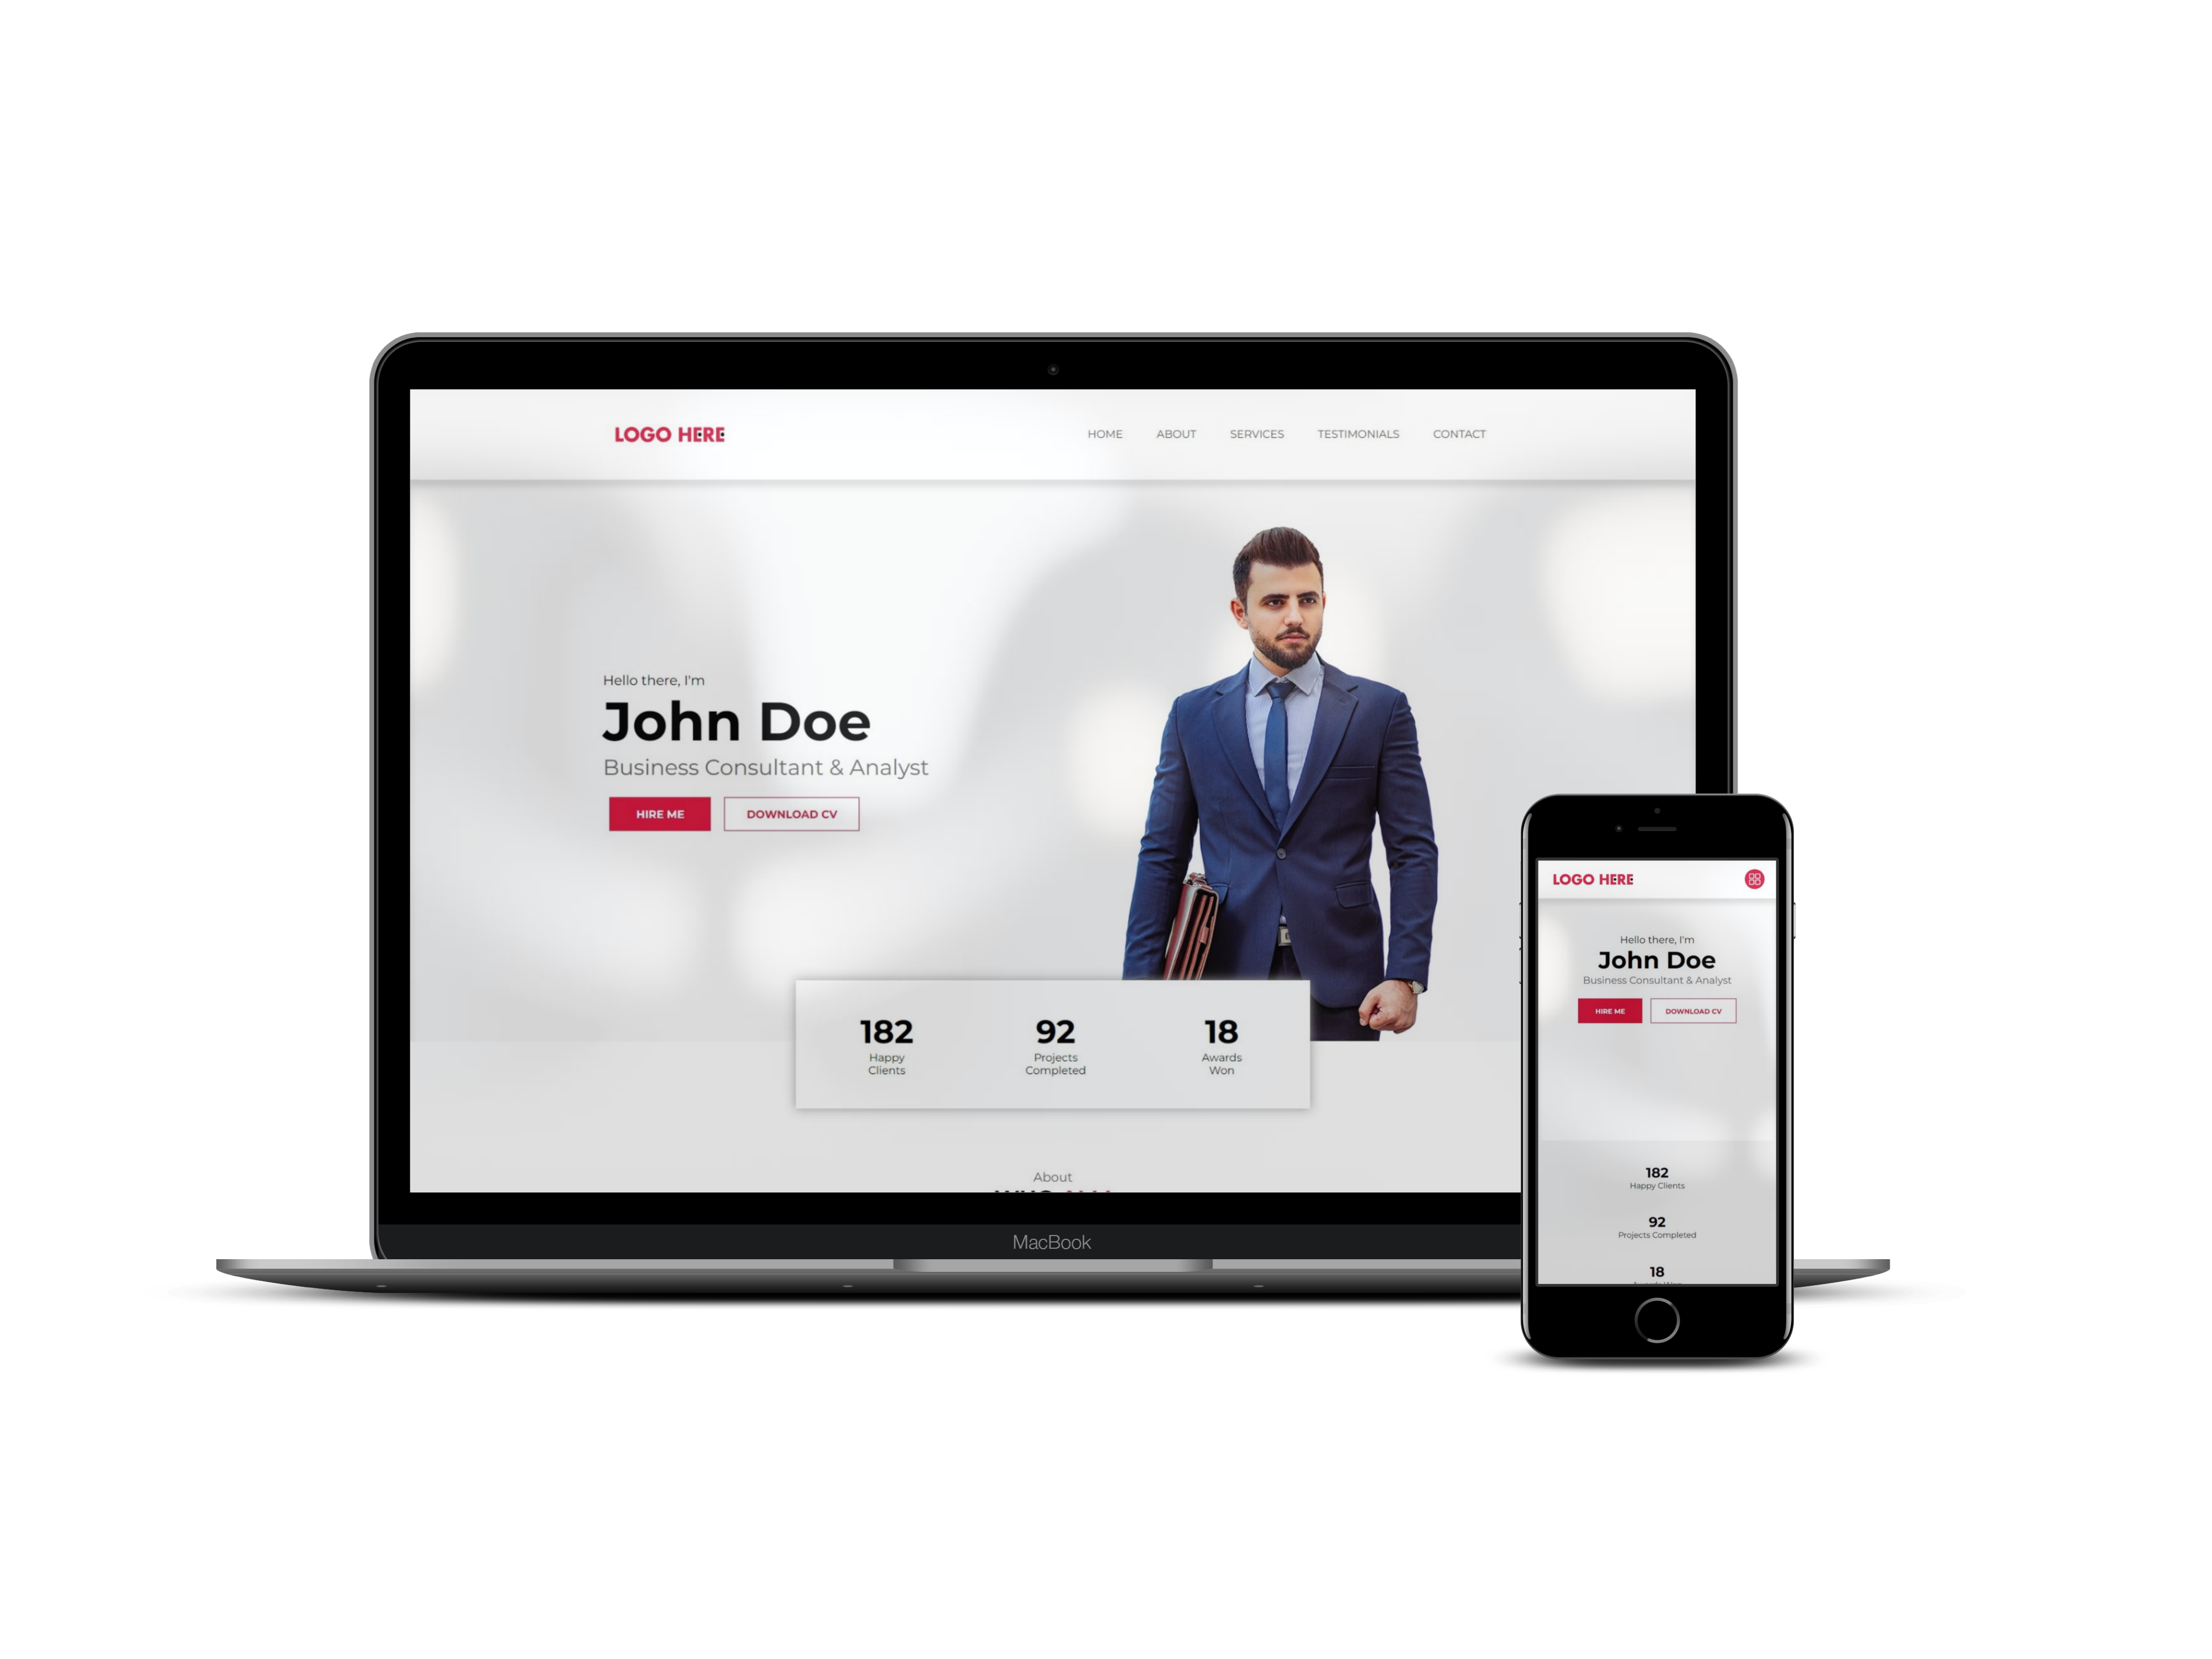 LOGO HERE
HOME ABOUT SERVICES TESTIMONIALS CONTACT
Hello there, I'm
John Doe
Business Consultant & Analyst
HIRE ME DOWNLOAD CV
182 92 18
Happy Projects Awards
Clients Completed Won
About
MacBook
LOGO HERE
Hello there, I'm
John Doe
Business Consultant & Analyst
HIRE ME DOWNLOAD CV
182
Happy Clients
92
Projects Completed
18